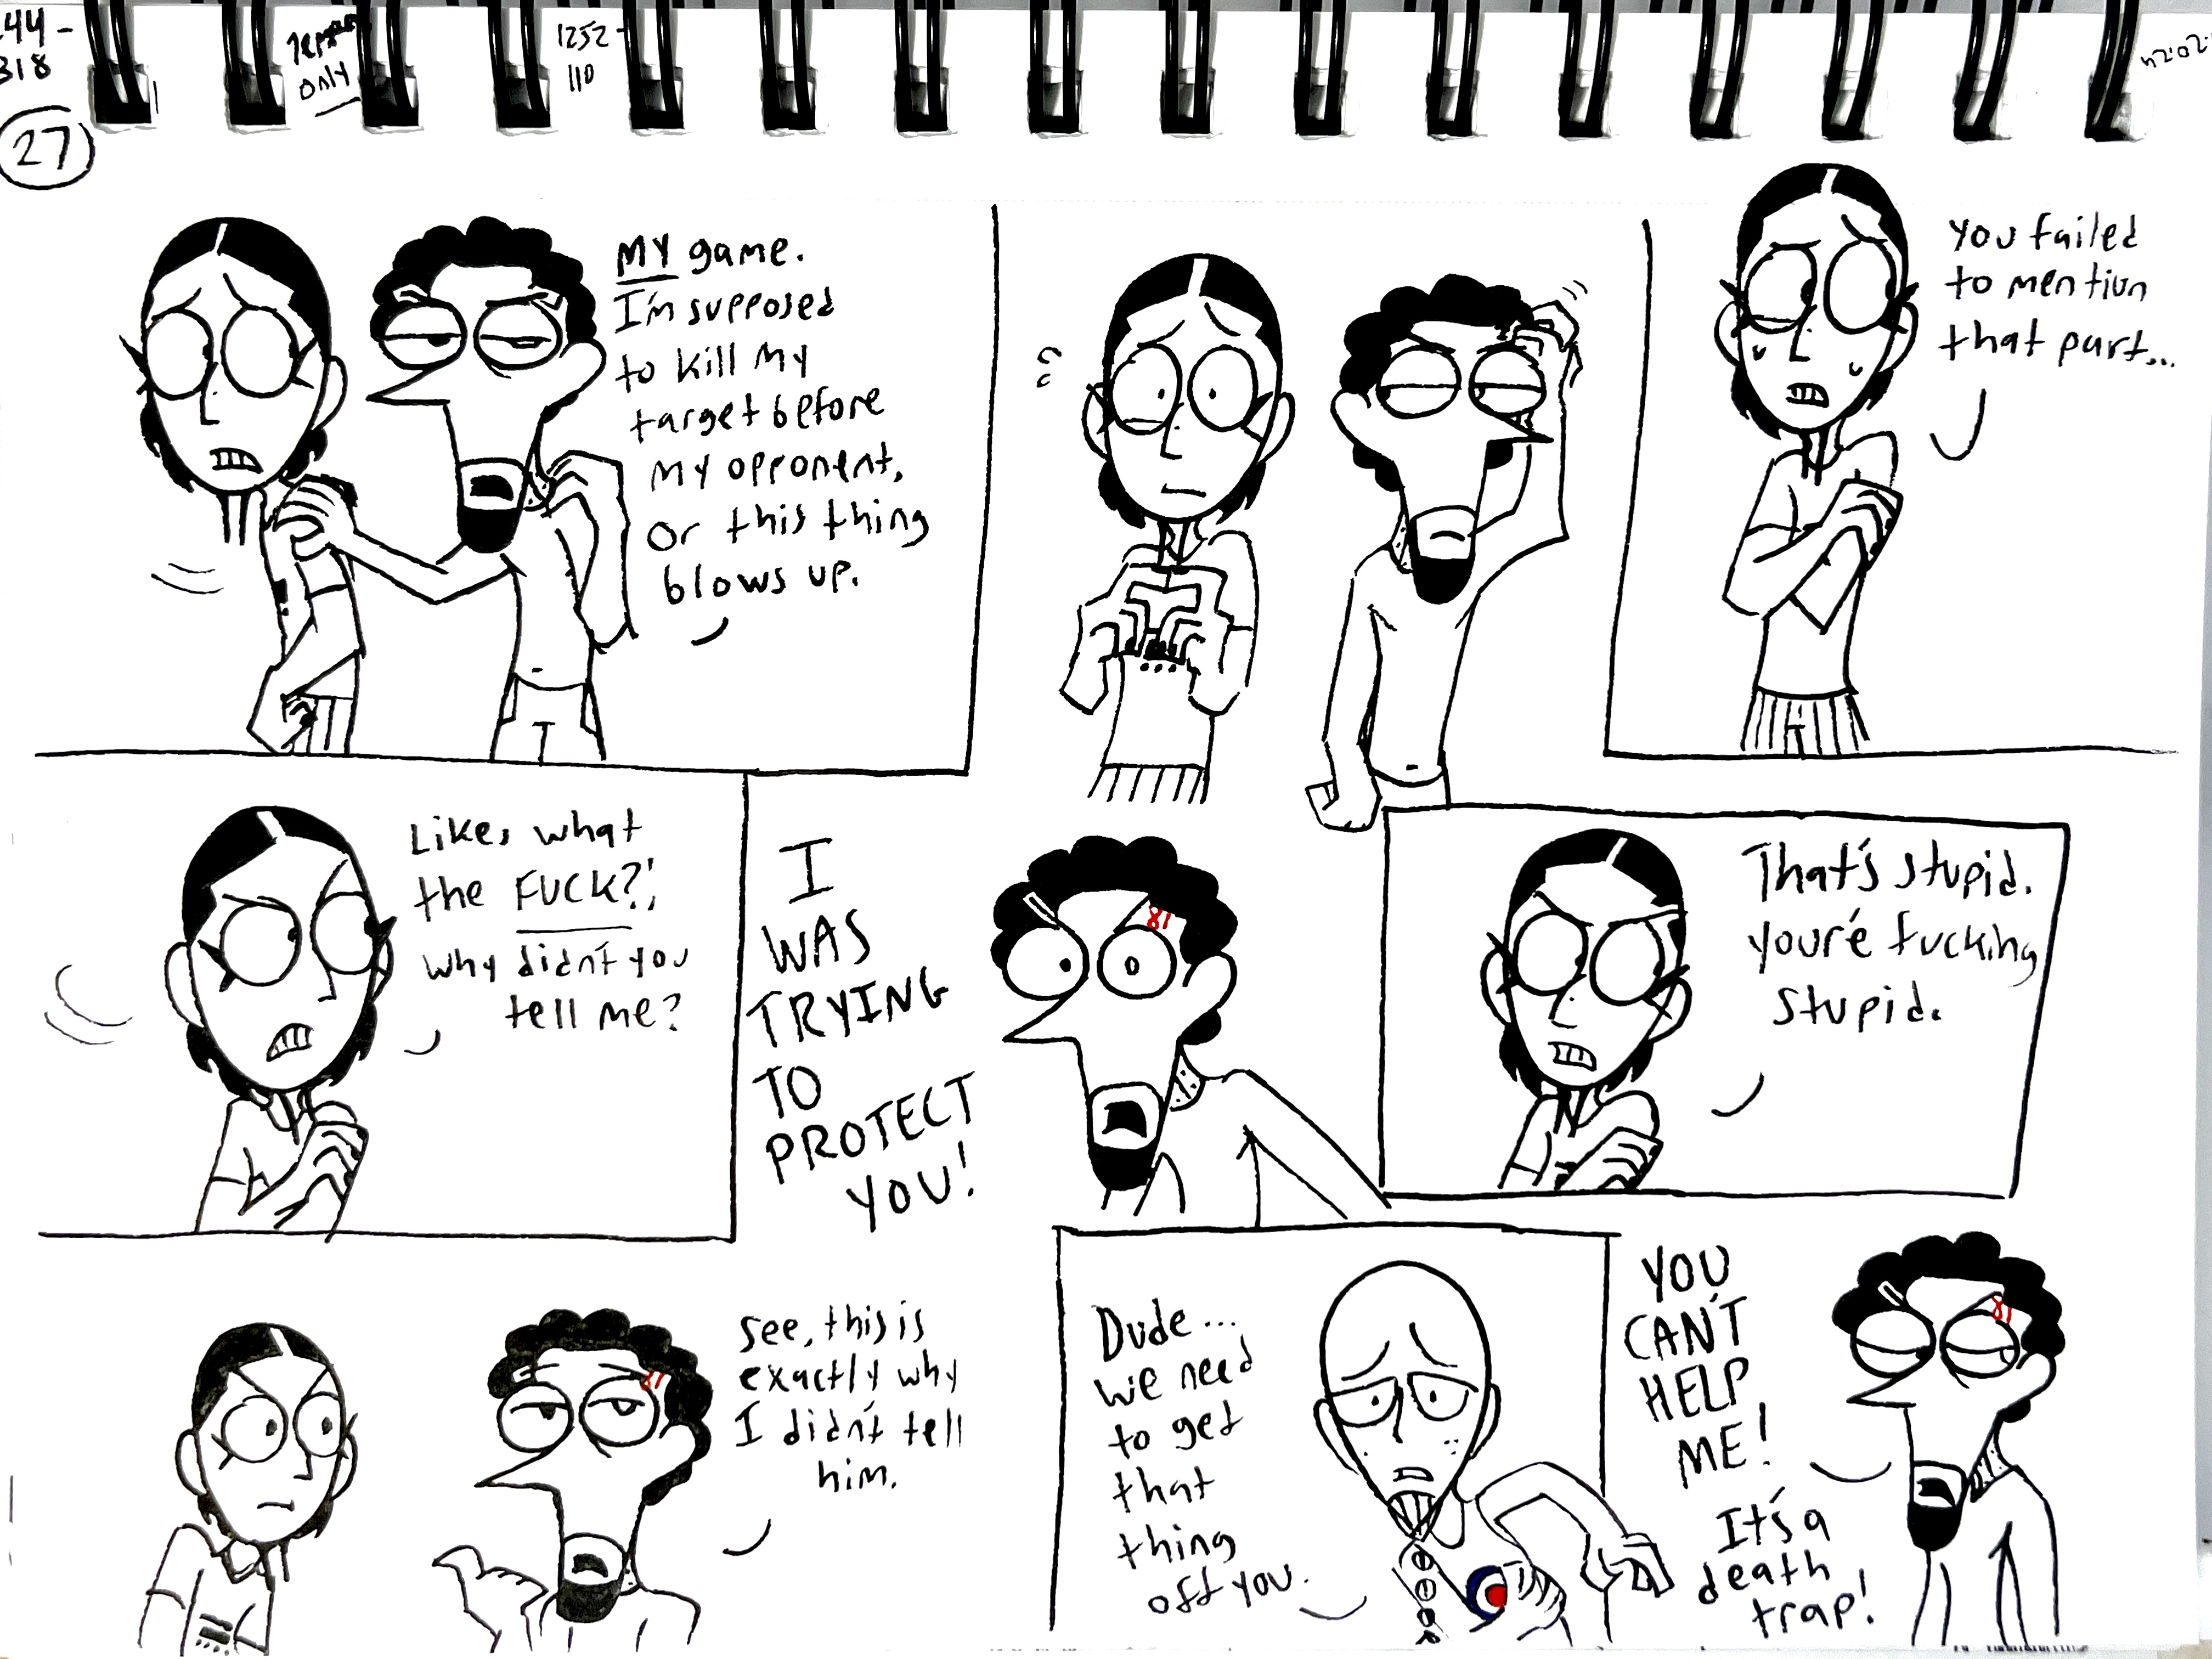 44-
318
only
1252-
110
27
MY game.
I'm supposed
to kill my
target before
my opponent,
or this thing
blows up.
You failed
to mention
that part...
Like, what
the FUCK?!
Why didn't you
tell me?
I
WAS
TRYING
TO
PROTECT
YOU!
81
That's stupid.
you're fucking
stupid.
See, this is
exactly why
I didn't tell
him.
81
Dude...
we need
to get
that
thing
off you.
YOU
CAN'T
HELP
ME!
It's a
death
trap!
81